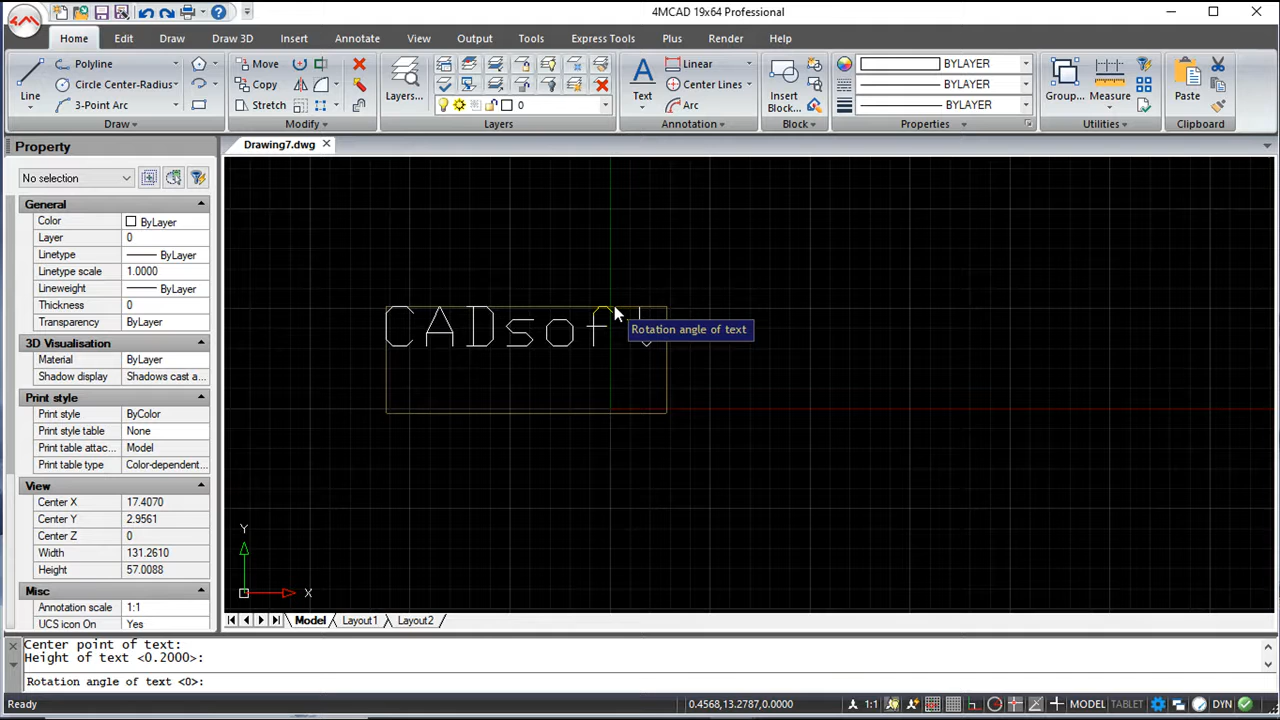 4MCAD 19x64 Professional
Home Edit Draw Draw 3D Insert Annotate View Output Tools Express Tools Plus Render Help
Line
Polyline
Circle Center-Radius
3-Point Arc
Draw
Move
Copy
Stretch
Modify
Layers...
0
Layers
Text
Linear
Center Lines
Arc
Annotation
Insert
Block...
Block
BYLAYER
BYLAYER
BYLAYER
Properties
Group...
Measure
Utilities
Paste
Clipboard
Property
Drawing7.dwg
No selection
General
Color ByLayer
Layer 0
Linetype ByLayer
Linetype scale 1.0000
Lineweight ByLayer
Thickness 0
Transparency ByLayer
3D Visualisation
Material ByLayer
Shadow display Shadows cast a...
Print style
Print style ByColor
Print style table None
Print table attac... Model
Print table type Color-dependent...
View
Center X 17.4070
Center Y 2.9561
Center Z 0
Width 131.2610
Height 57.0088
Misc
Annotation scale 1:1
UCS icon On Yes
CADsof
Rotation angle of text
Y
X
Model Layout1 Layout2
Center point of text:
Height of text <0.2000>:
Rotation angle of text <0>:
Ready
0.4568,13.2787,0.0000
1:1
MODEL TABLET
DYN